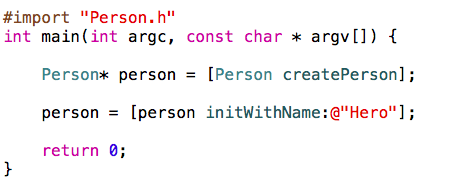 #import "Person.h"
int main(int argc, const char * argv[]) {
Person* person = [Person createPerson];
person = [person initWithName:@"Hero"];
return 0;
}